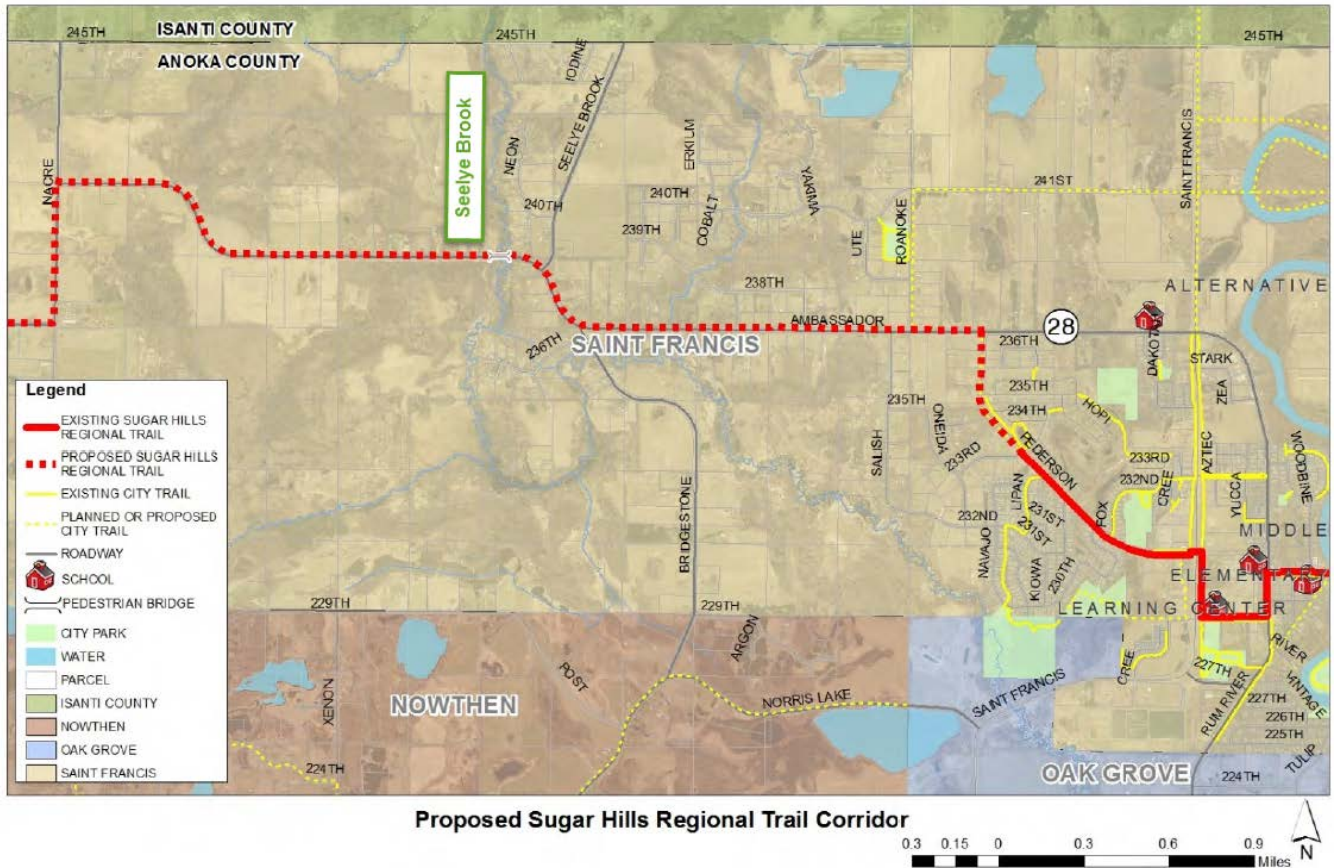 ISANTI COUNTY
ANOKA COUNTY
245TH
245TH
245TH
IODINE
SEELYE BROOK
Seelye Brook
NEON
NACRE
ERKIUM
YAKIMA
SAINT FRANCIS
240TH
240TH
241ST
239TH
COBALT
UTE
ROANOKE
238TH
ALTERNATIVE
AMBASSADOR
28
DAKOTA
236TH
SAINT FRANCIS
236TH
STARK
ZEA
235TH
235TH
234TH
HOPI
ONEIDA
PEDERSON
233RD
233RD
SALISH
232ND
CREE
AZTEC
YUCCA
WOODBINE
LIPAN
232ND
231ST
231ST
FOX
NAVAJO
KIOWA
230TH
BRIDGESTONE
MIDDLE
ELEMENTARY
LEARNING CENTER
229TH
229TH
ARGON
POST
XENON
NOWTHEN
NORRIS LAKE
SAINT FRANCIS
CREE
227TH
RIVER
VINTAGE
RUM RIVER
227TH
226TH
225TH
TULIP
224TH
224TH
OAK GROVE
Legend
EXISTING SUGAR HILLS
REGIONAL TRAIL
PROPOSED SUGAR HILLS
REGIONAL TRAIL
EXISTING CITY TRAIL
PLANNED OR PROPOSED
CITY TRAIL
ROADWAY
SCHOOL
PEDESTRIAN BRIDGE
CITY PARK
WATER
PARCEL
ISANTI COUNTY
NOWTHEN
OAK GROVE
SAINT FRANCIS
Proposed Sugar Hills Regional Trail Corridor
0.3 0.15 0 0.3 0.6 0.9
Miles
N